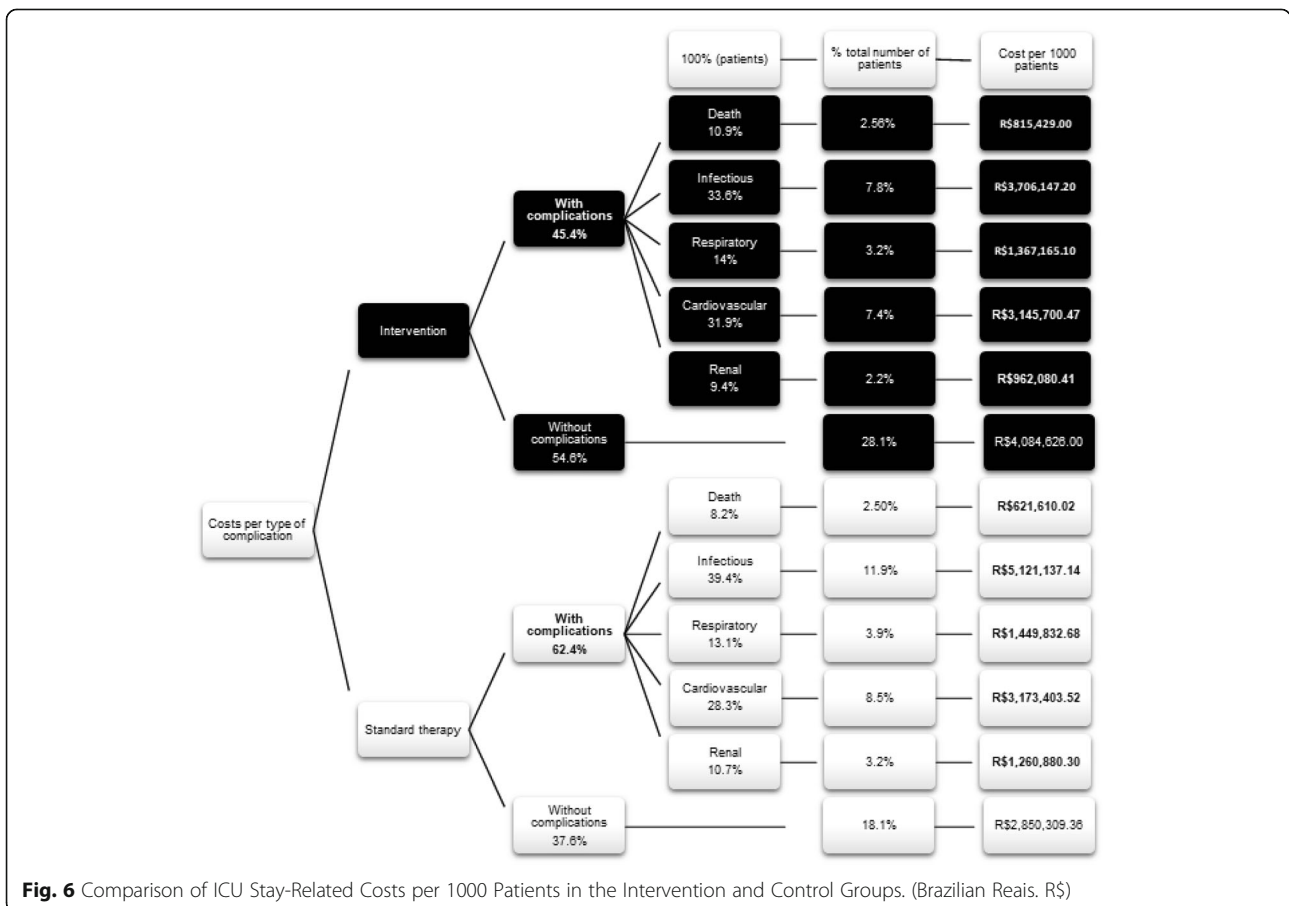 100% (patients)
% total number of
patients
Cost per 1000
patients
Death
10.9%
2.56%
R$815,429.00
Infectious
33.6%
7.8%
R$3,706,147.20
With
complications
45.4%
Respiratory
14%
3.2%
R$1,367,165.10
Cardiovascular
31.9%
7.4%
R$3,145,700.47
Intervention
Renal
9.4%
2.2%
R$962,080.41
Without
complications
54.6%
28.1%
R$4,084,626.00
Costs per type of
complication
Death
8.2%
2.50%
R$621,610.02
Infectious
39.4%
11.9%
R$5,121,137.14
With
complications
62.4%
Respiratory
13.1%
3.9%
R$1,449,832.68
Cardiovascular
28.3%
8.5%
R$3,173,403.52
Standard therapy
Renal
10.7%
3.2%
R$1,260,880.30
Without
complications
37.6%
18.1%
R$2,850,309.36
Fig. 6 Comparison of ICU Stay-Related Costs per 1000 Patients in the Intervention and Control Groups. (Brazilian Reais. R$)